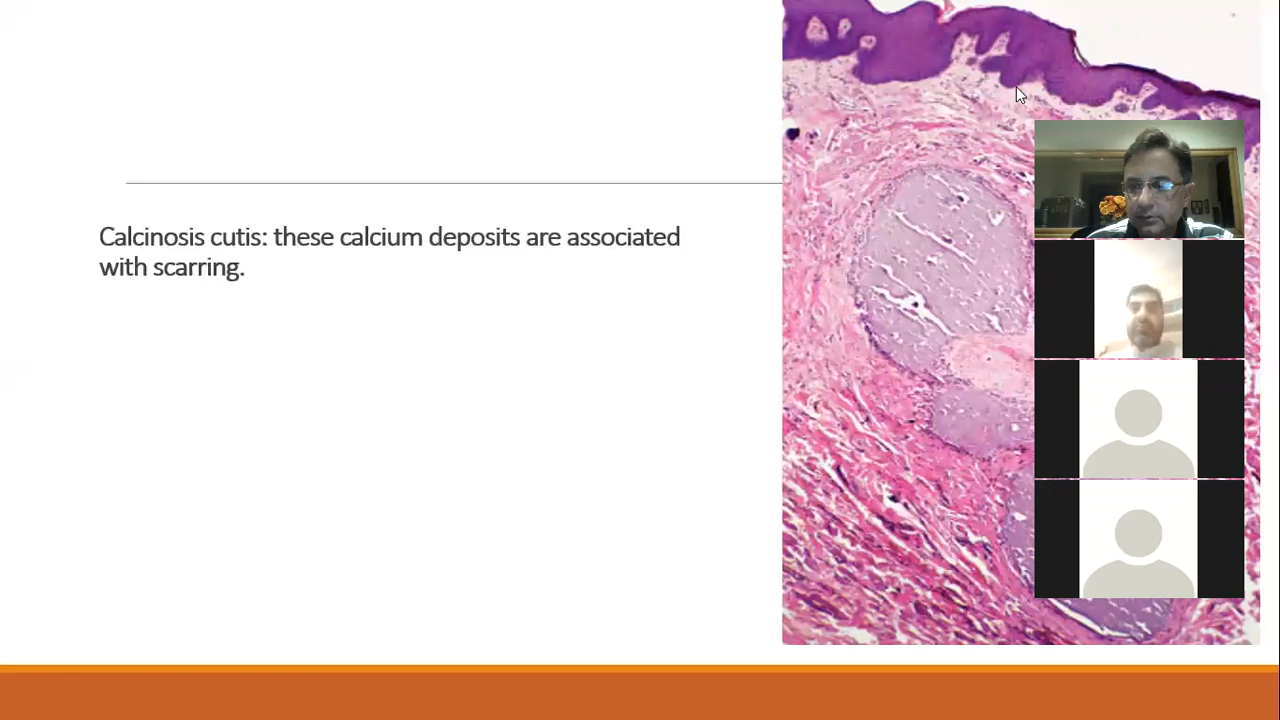 Calcinosis cutis: these calcium deposits are associated
with scarring.